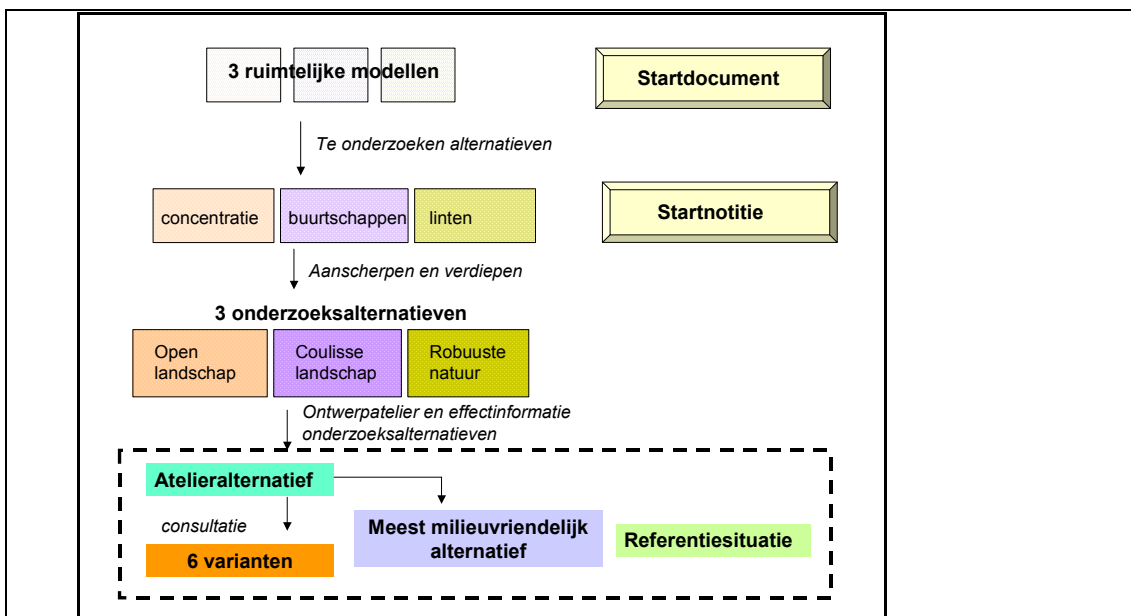 3 ruimtelijke modellen
Startdocument
Te onderzoeken alternatieven
concentratie
buurtschappen
linten
Startnotitie
Aanscherpen en verdiepen
3 onderzoeksalternatieven
Open
landschap
Coulisse
landschap
Robuuste
natuur
Ontwerpatelier en effectinformatie
onderzoeksalternatieven
Atelieralternatief
consultatie
6 varianten
Meest milieuvriendelijk
alternatief
Referentiesituatie